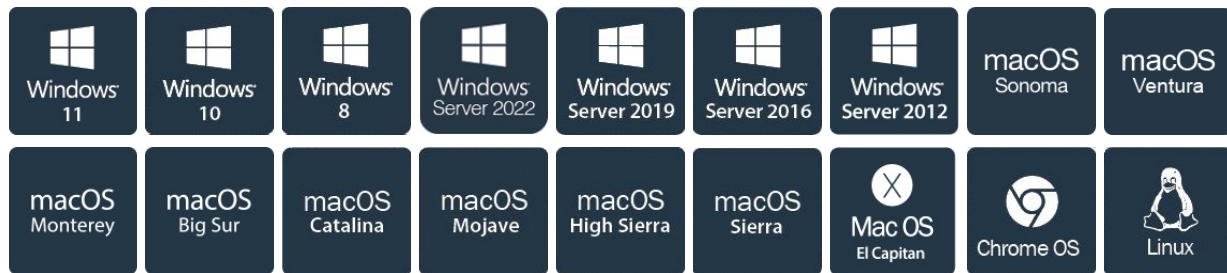 Windows
11
Windows
10
Windows
8
Windows
Server 2022
Windows
Server 2019
Windows
Server 2016
Windows
Server 2012
macOS
Sonoma
macOS
Ventura
macOS
Monterey
macOS
Big Sur
macOS
Catalina
macOS
Mojave
macOS
High Sierra
macOS
Sierra
X
Mac OS
El Capitan
Chrome OS
Linux